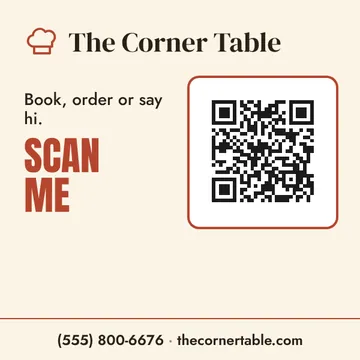 The Corner Table
Book, order or say
hi.
SCAN
ME
(555) 800-6676 · thecornertable.com